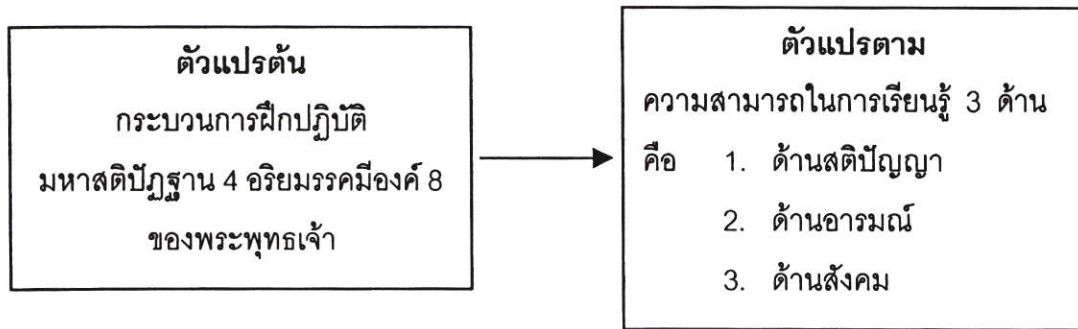 ตัวแปรต้น
กระบวนการฝึกปฏิบัติ
มหาสติปัฏฐาน 4 อริยมรรคมีองค์ 8
ของพระพุทธเจ้า
ตัวแปรตาม
ความสามารถในการเรียนรู้ 3 ด้าน
คือ 1. ด้านสติปัญญา
2. ด้านอารมณ์
3. ด้านสังคม